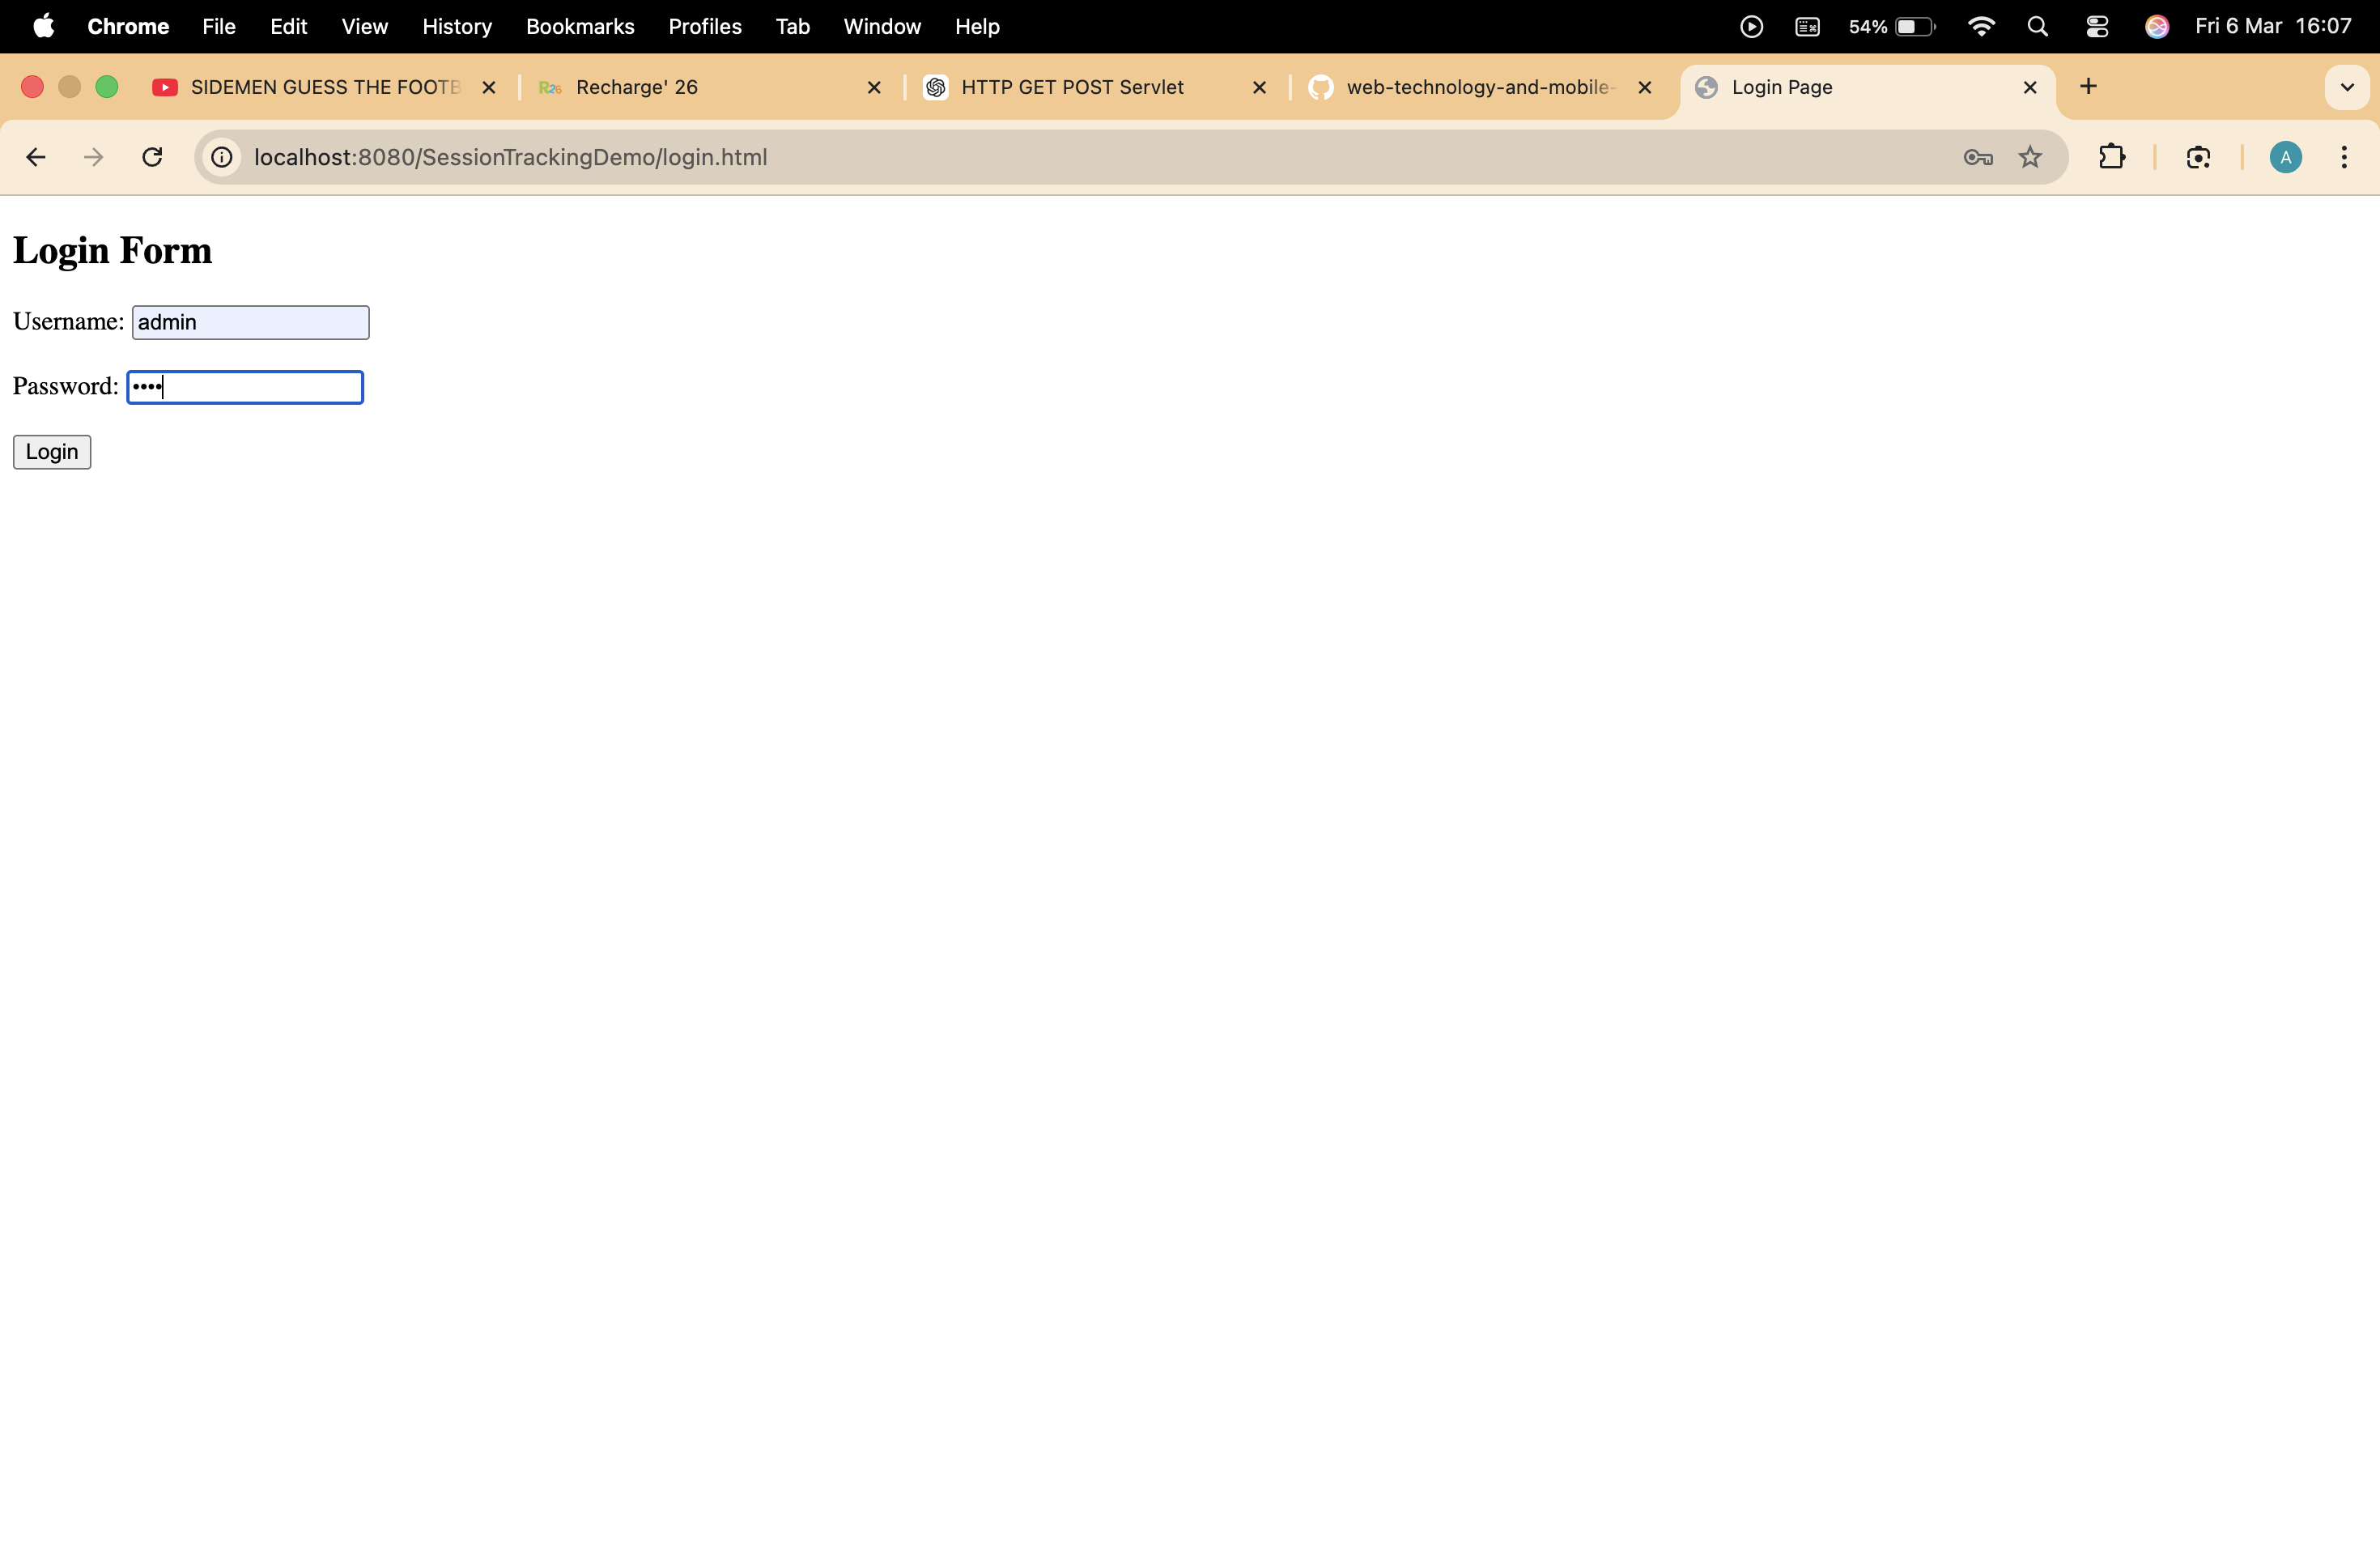 Chrome File Edit View History Bookmarks Profiles Tab Window Help 54% Fri 6 Mar 16:07
SIDEMEN GUESS THE FOOTB R26 Recharge' 26 HTTP GET POST Servlet web-technology-and-mobile- Login Page
localhost:8080/SessionTrackingDemo/login.html A
Login Form
Username: admin
Password: ••••
Login